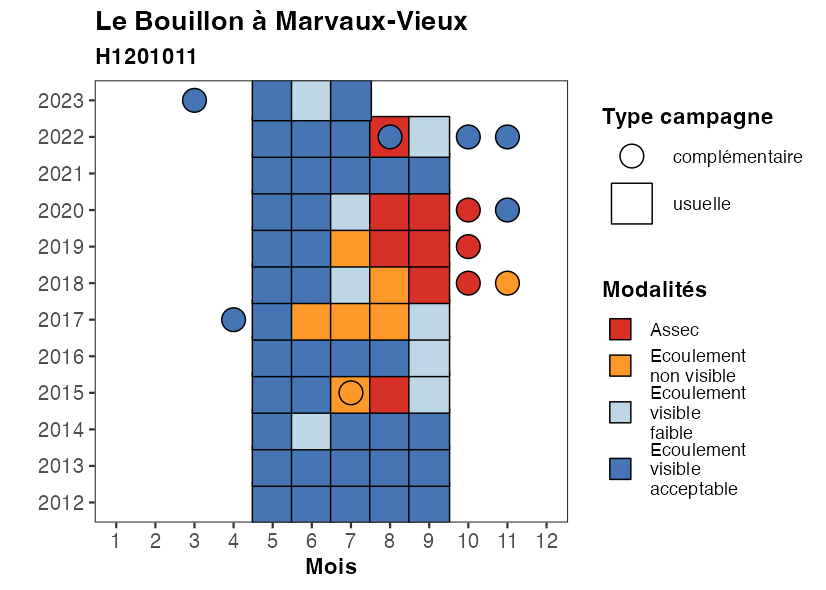 Le Bouillon à Marvaux-Vieux
H1201011
2023
2022
2021
2020
2019
2018
2017
2016
2015
2014
2013
2012
1 2 3 4 5 6 7 8 9 10 11 12
Mois
Type campagne
complémentaire
usuelle
Modalités
Assec
Ecoulement
non visible
Ecoulement
visible
faible
Ecoulement
visible
acceptable